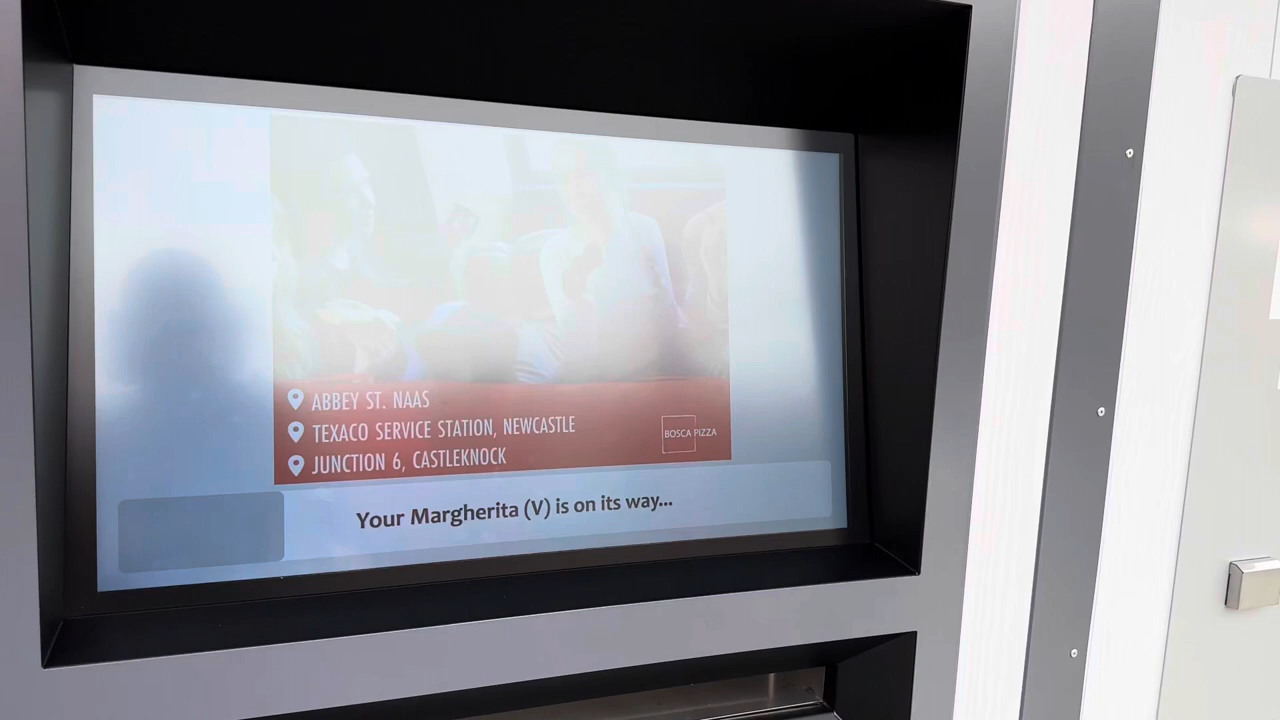 ABBEY ST. NAAS
TEXACO SERVICE STATION, NEWCASTLE
JUNCTION 6, CASTLEKNOCK
BOSCA PIZZA
Your Margherita (V) is on its way...